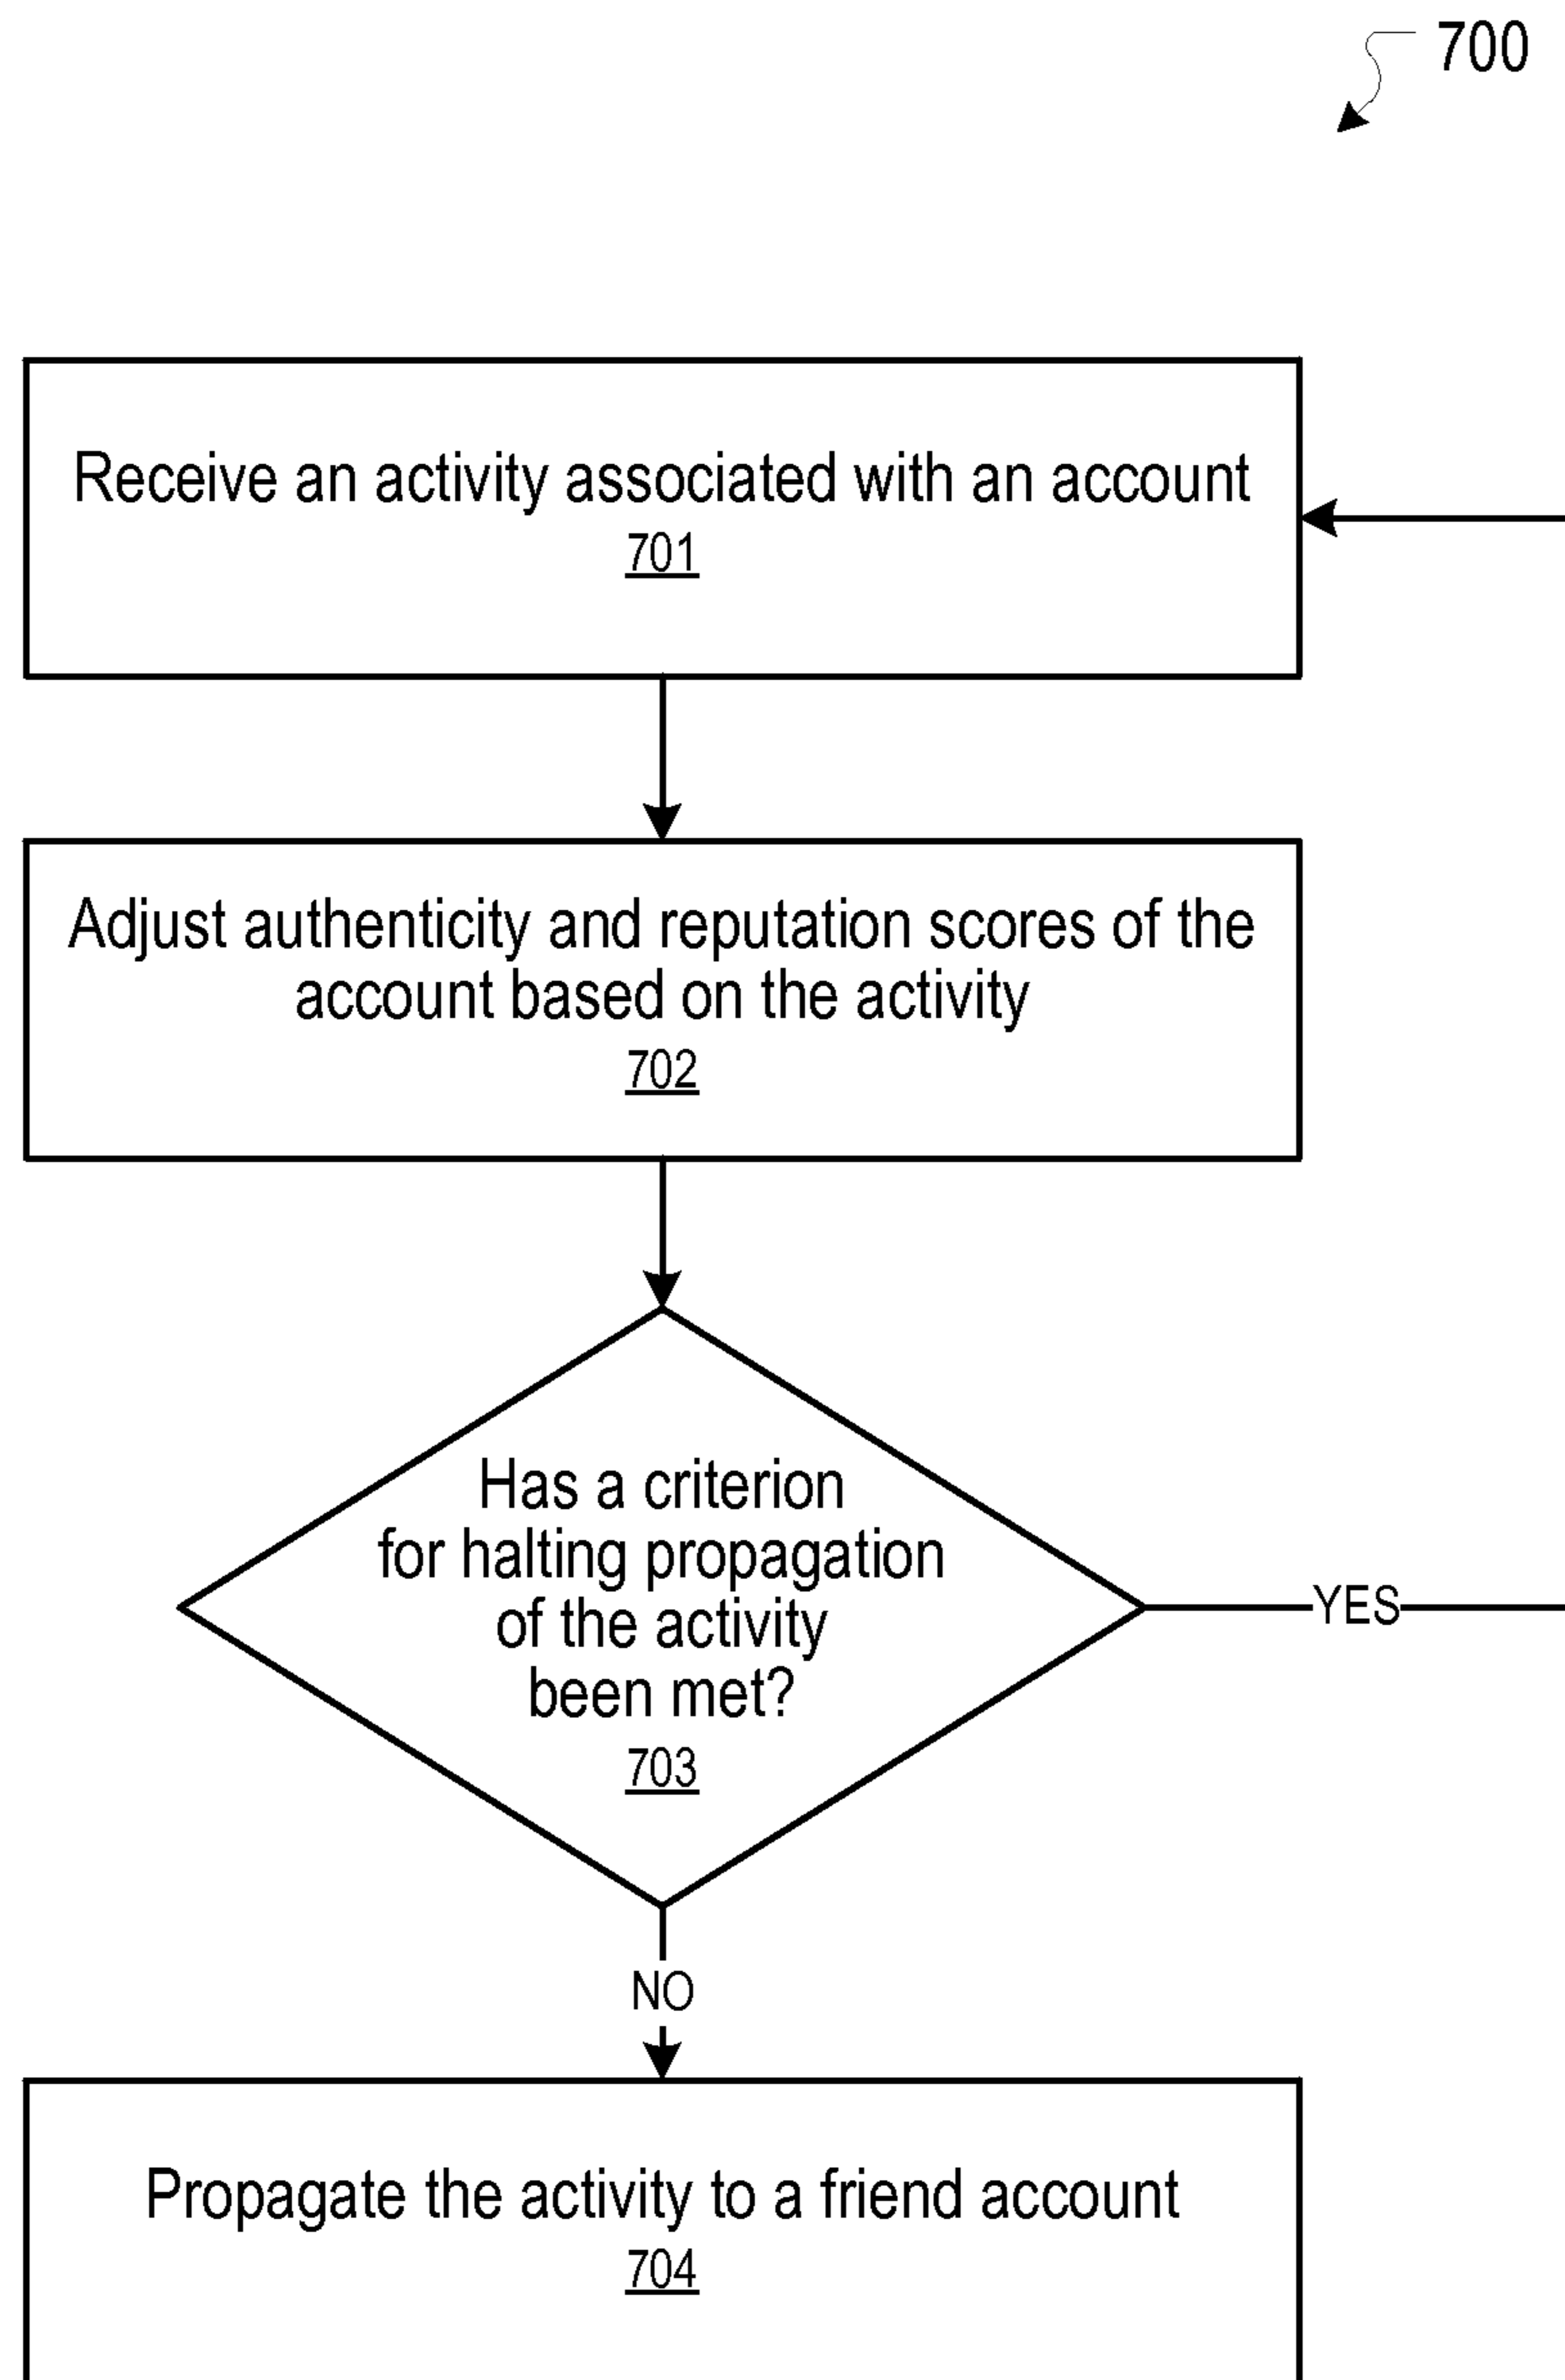 700
Receive an activity associated with an account
701
Adjust authenticity and reputation scores of the
account based on the activity
702
Has a criterion
for halting propagation
of the activity
been met?
703
YES
NO
Propagate the activity to a friend account
704